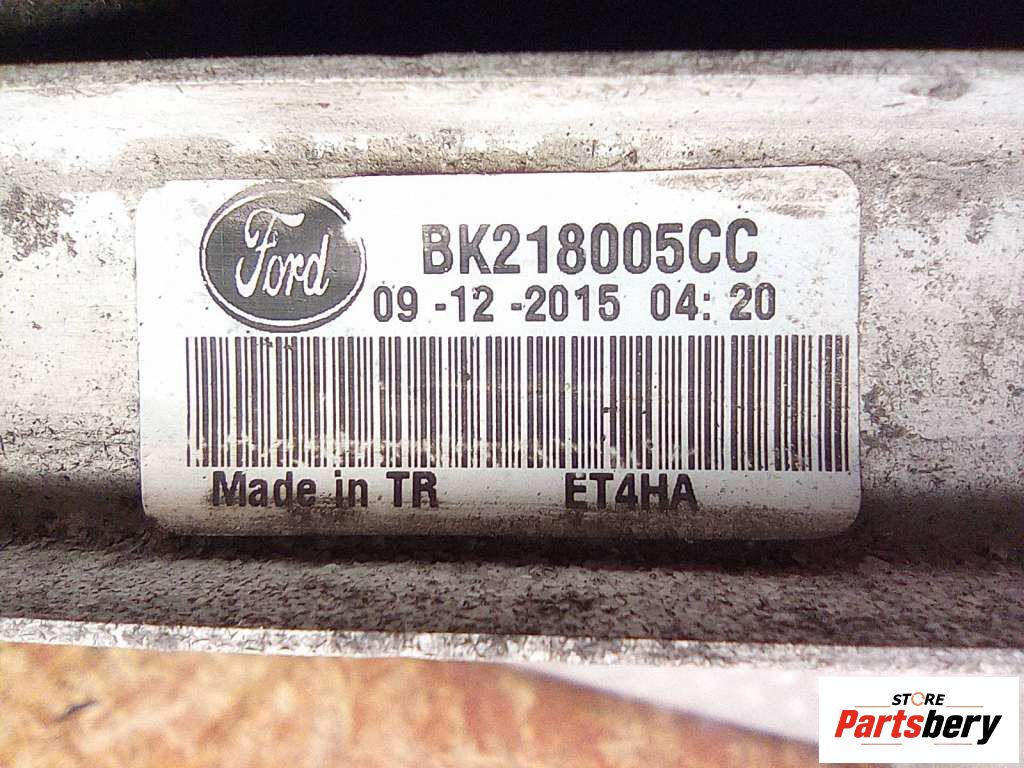 Ford
BK218005CC
09 -12 -2015 04: 20
Made in TR ET4HA
STORE
Partsbery